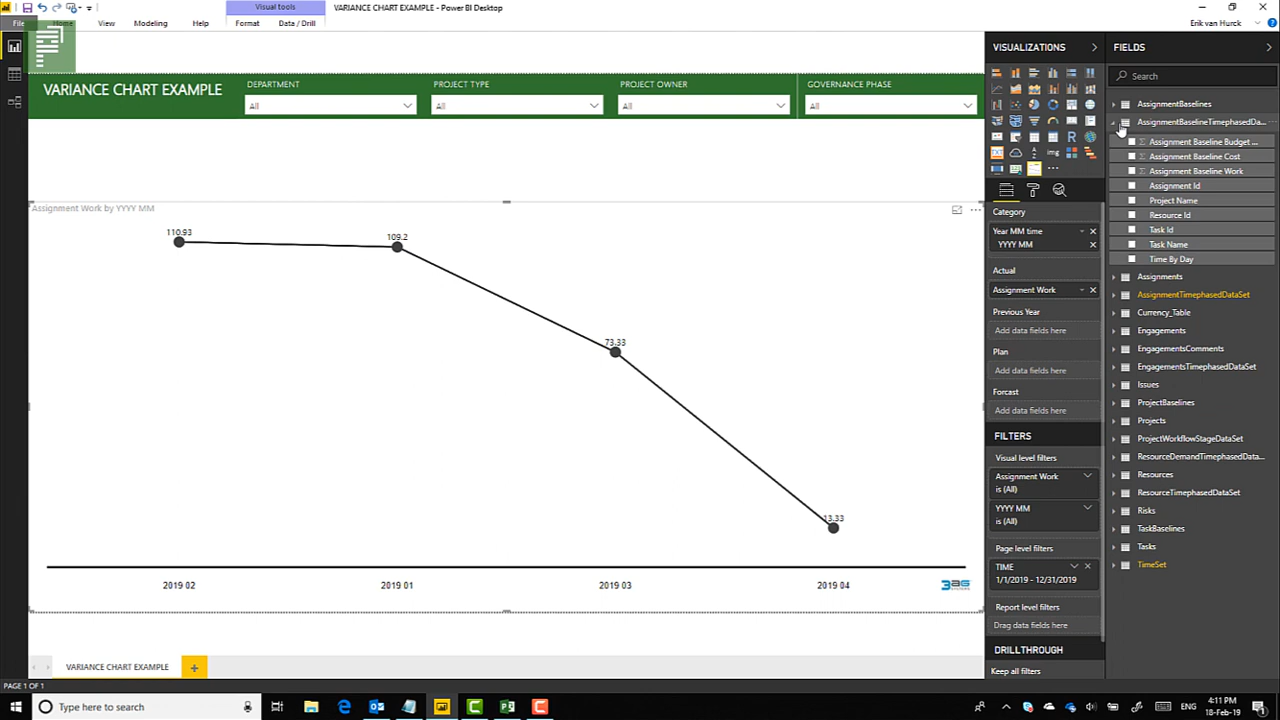 Visual tools
VARIANCE CHART EXAMPLE - Power BI Desktop
File
Home
View
Modeling
Help
Format
Data / Drill
Erik van Hurck
VARIANCE CHART EXAMPLE
DEPARTMENT
All
PROJECT TYPE
All
PROJECT OWNER
All
GOVERNANCE PHASE
All
Assignment Work by YYYY MM
110.93
109.2
73.33
13.33
2019 02
2019 01
2019 03
2019 04
3AG
SYSTEMS
VISUALIZATIONS
Category
Year MM time
YYYY MM
Actual
Assignment Work
Previous Year
Add data fields here
Plan
Add data fields here
Forcast
Add data fields here
FILTERS
Visual level filters
Assignment Work
is (All)
YYYY MM
is (All)
Page level filters
TIME
1/1/2019 - 12/31/2019
Report level filters
Drag data fields here
DRILLTHROUGH
Keep all filters
FIELDS
Search
AssignmentBaselines
AssignmentBaselineTimephasedDa...
Assignment Baseline Budget ...
Assignment Baseline Cost
Assignment Baseline Work
Assignment Id
Project Name
Resource Id
Task Id
Task Name
Time By Day
Assignments
AssignmentTimephasedDataSet
Currency_Table
Engagements
EngagementsComments
EngagementsTimephasedDataSet
Issues
ProjectBaselines
Projects
ProjectWorkflowStageDataSet
ResourceDemandTimephasedData...
Resources
ResourceTimephasedDataSet
Risks
TaskBaselines
Tasks
TimeSet
VARIANCE CHART EXAMPLE
PAGE 1 OF 1
Type here to search
4:11 PM
18-Feb-19